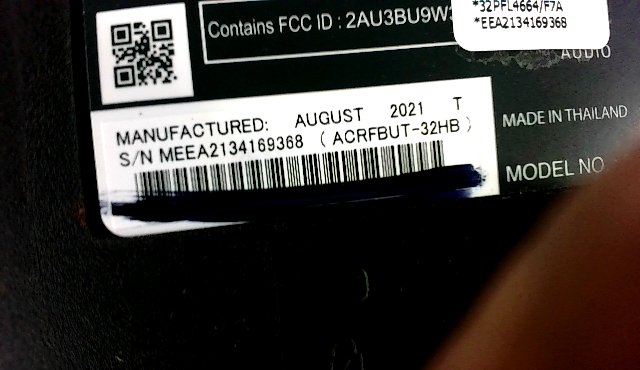 *32PFL4664/F7A
*EEA2134169368
Contains FCC ID : 2AU3BU9W
AUDIO
MANUFACTURED: AUGUST 2021 T
S/N MEEA2134169368 ( ACRFBUT-32HB )
MADE IN THAILAND
MODEL NO